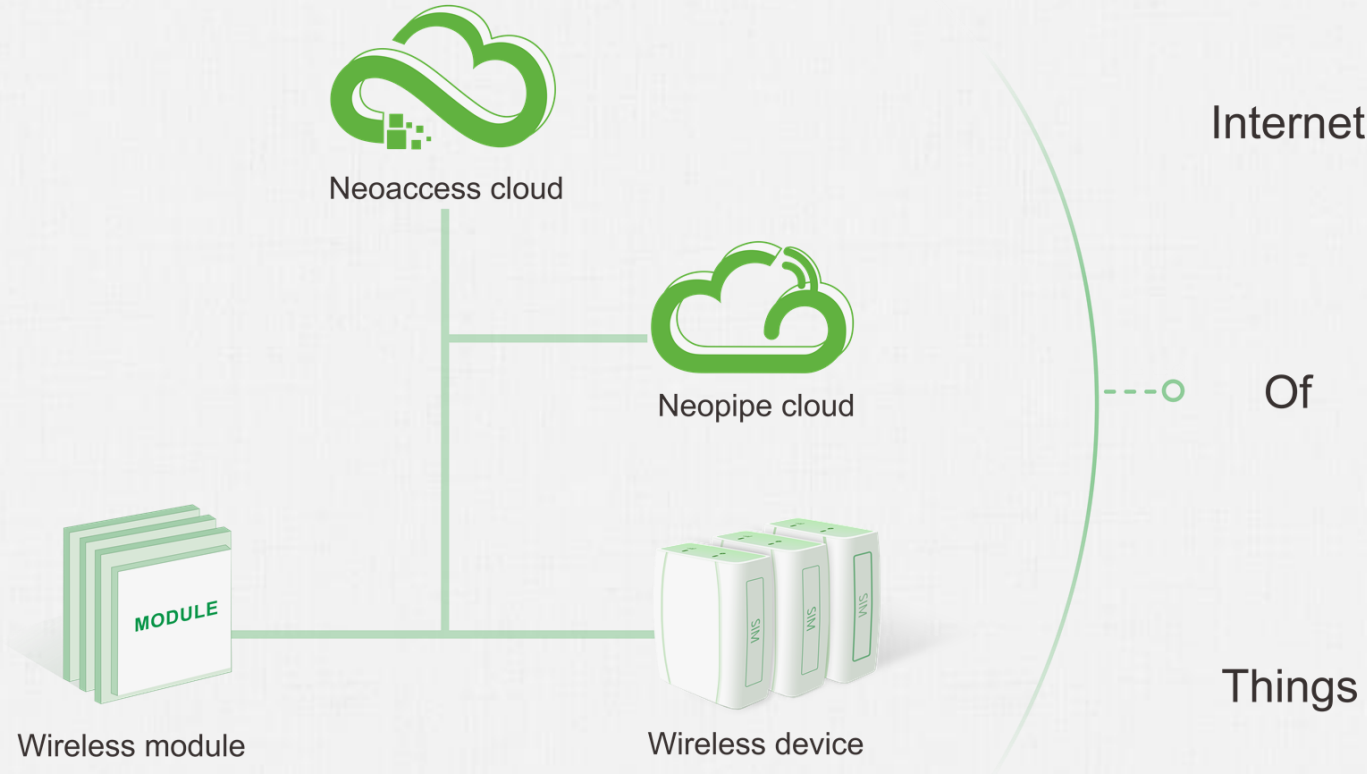 Internet
Neoaccess cloud
Neopipe cloud
Of
MODULE
SIM
SIM
SIM
Things
Wireless module
Wireless device